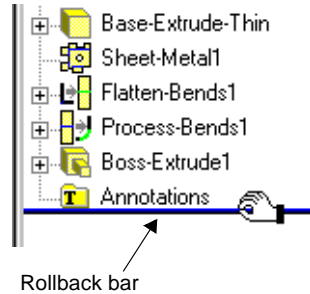 Base-Extrude-Thin
Sheet-Metal1
Flatten-Bends1
Process-Bends1
Boss-Extrude1
Annotations
Rollback bar